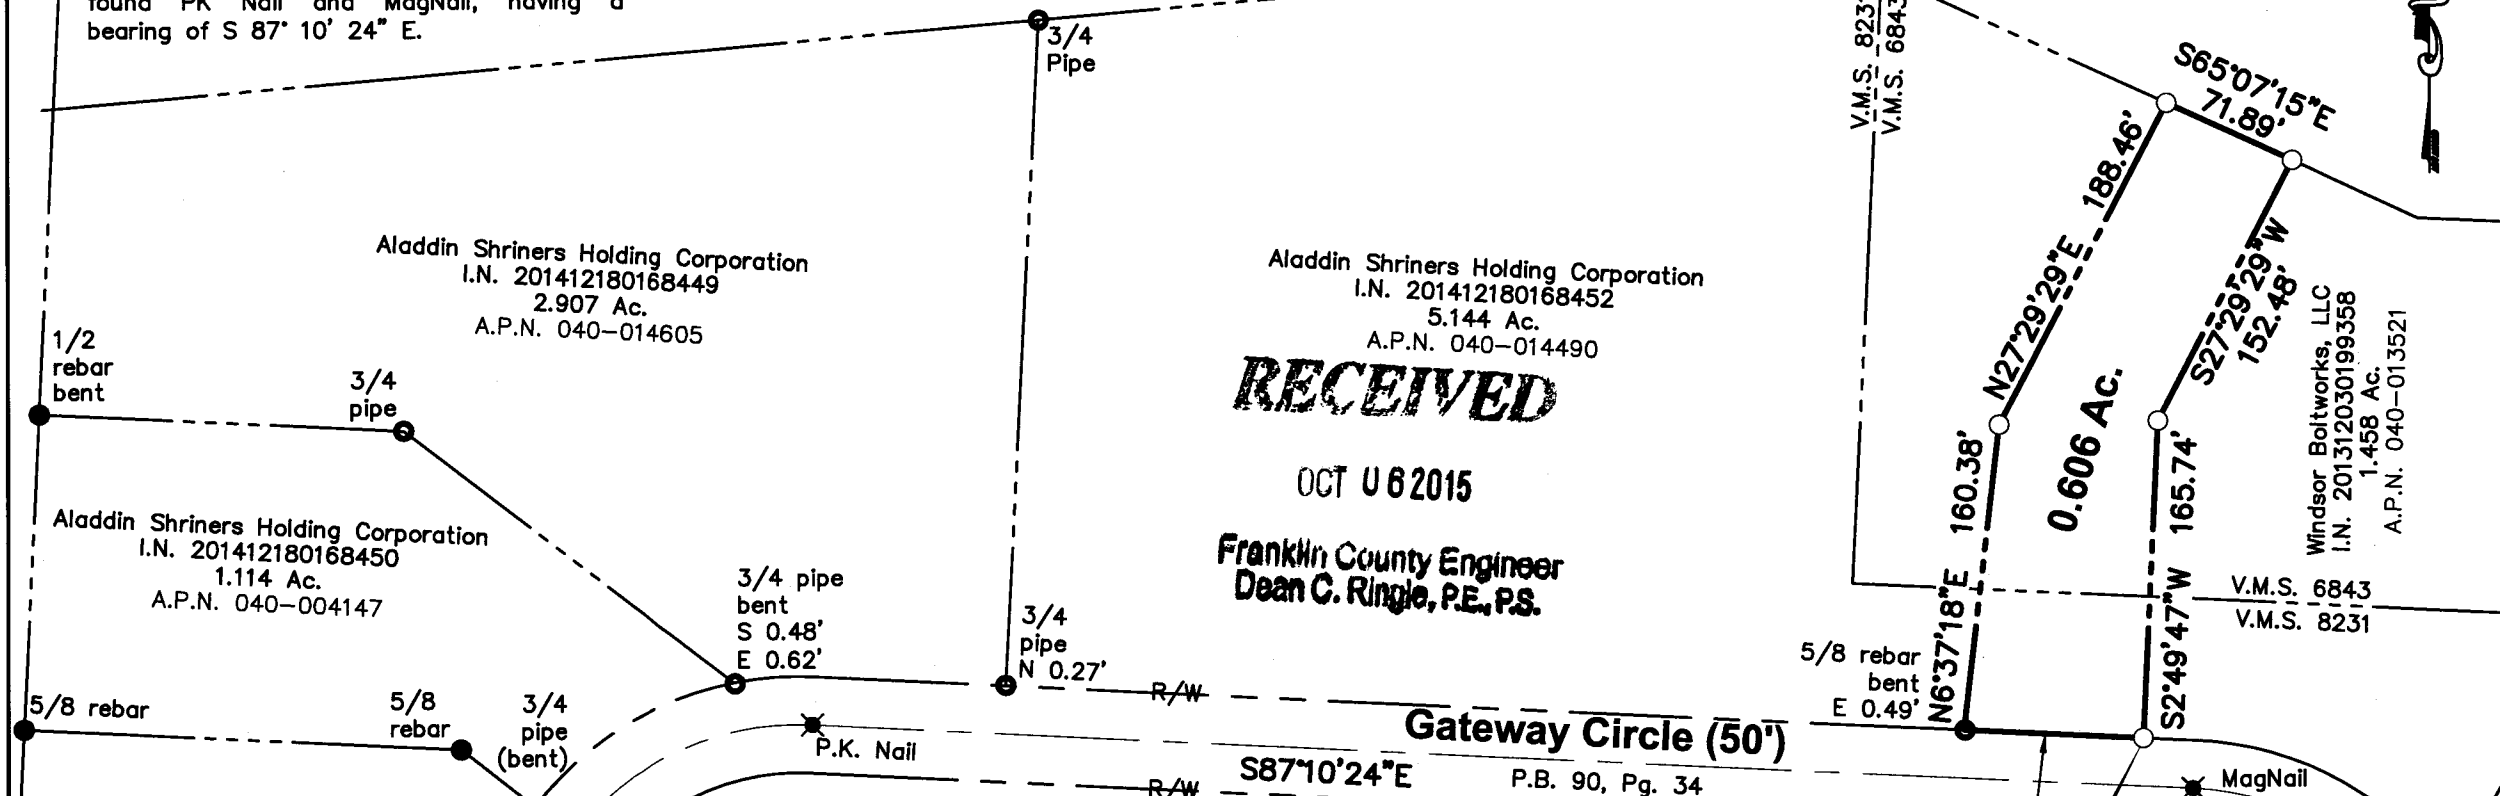 found PK Nail and MagNail, having a
bearing of S 87° 10' 24" E.
3/4
Pipe
V.M.S. 8231
V.M.S. 6843
S65°07'15"E
71.89'
188.46'
N27°29'29"E
S27°29'29"W
152.48'
Aladdin Shriners Holding Corporation
I.N. 201412180168449
2.907 Ac.
A.P.N. 040-014605
Aladdin Shriners Holding Corporation
I.N. 201412180168452
5.144 Ac.
A.P.N. 040-014490
RECEIVED
OCT 06 2015
Franklin County Engineer
Dean C. Ringle, P.E., P.S.
Windsor Boltworks, LLC
I.N. 201312030199358
1.458 Ac.
A.P.N. 040-013521
1/2
rebar
bent
3/4
pipe
0.606 Ac.
160.38'
N6°37'18"E
165.74'
S2°49'47"W
Aladdin Shriners Holding Corporation
I.N. 201412180168450
1.114 Ac.
A.P.N. 040-004147
3/4 pipe
bent
S 0.48'
E 0.62'
3/4
pipe
N 0.27'
V.M.S. 6843
V.M.S. 8231
5/8 rebar
bent
E 0.49'
5/8 rebar
5/8
rebar
3/4
pipe
(bent)
R/W
P.K. Nail
Gateway Circle (50')
S87°10'24"E
P.B. 90, Pg. 34
R/W
MagNail